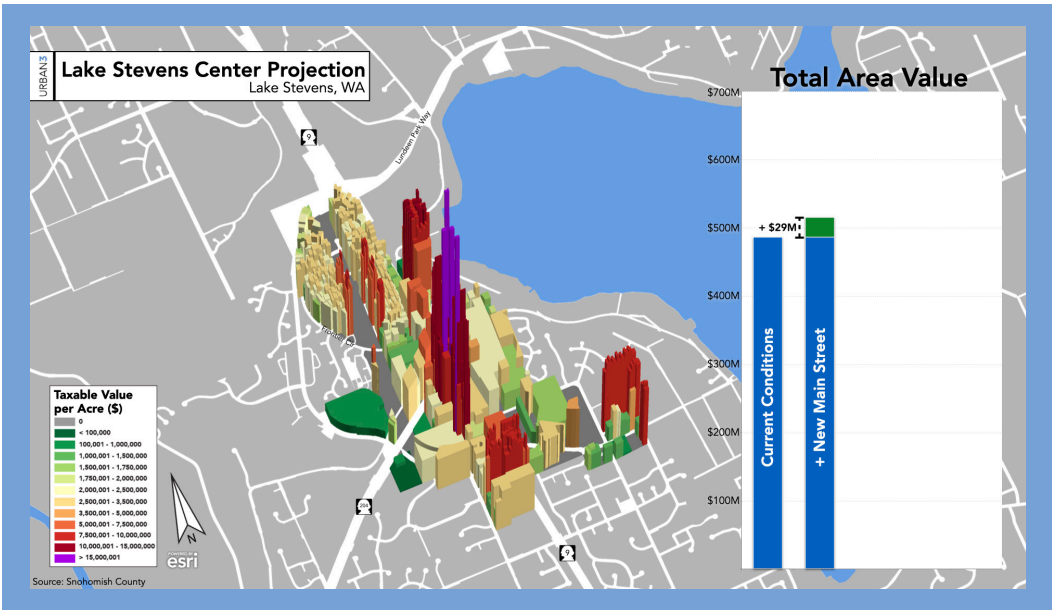 URBAN3
Lake Stevens Center Projection
Lake Stevens, WA
9
Lundeen Park Way
Frontier Cir
204
9
Taxable Value
per Acre ($)
0
< 100,000
100,001 - 1,000,000
1,000,001 - 1,500,000
1,500,001 - 1,750,000
1,750,001 - 2,000,000
2,000,001 - 2,500,000
2,500,001 - 3,500,000
3,500,001 - 5,000,000
5,000,001 - 7,500,000
7,500,001 - 10,000,000
10,000,001 - 15,000,000
> 15,000,001
N
POWERED BY
esri
Source: Snohomish County
Total Area Value
$700M
$600M
$500M
$400M
$300M
$200M
$100M
+ $29M
Current Conditions
+ New Main Street